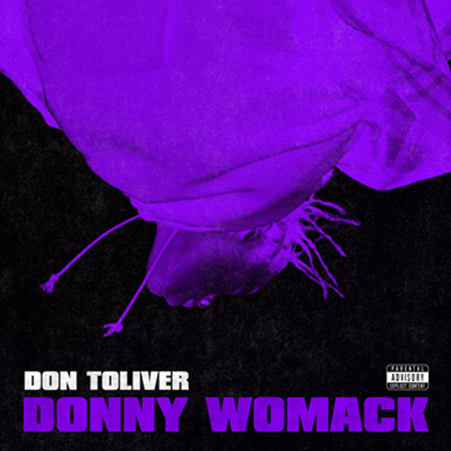 DON TOLIVER
PARENTAL
ADVISORY
EXPLICIT CONTENT
DONNY WOMACK